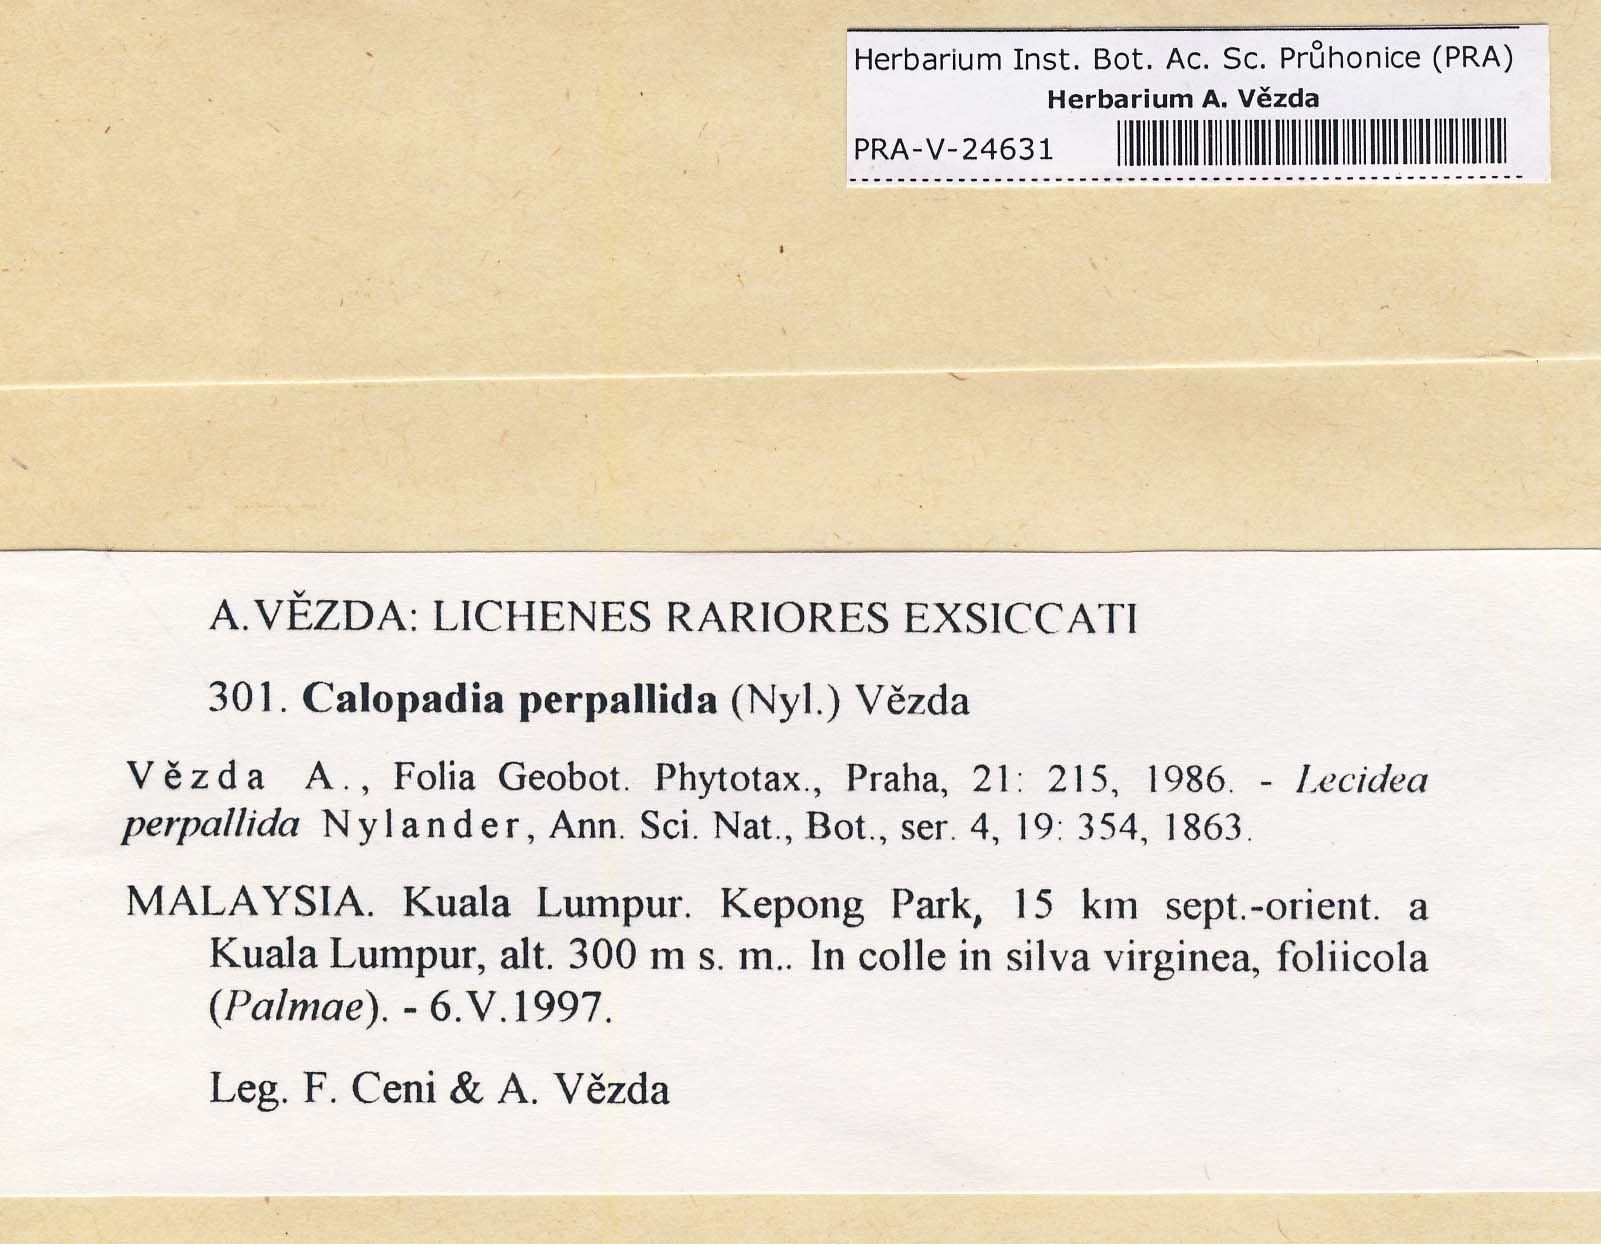 Herbarium Inst. Bot. Ac. Sc. Průhonice (PRA)
Herbarium A. Vězda
PRA-V-24631
A.VĚZDA: LICHENES RARIORES EXSICCATI
301. Calopadia perpallida (Nyl.) Vězda
Vězda A., Folia Geobot. Phytotax., Praha, 21: 215, 1986. - Lecidea
perpallida Nylander, Ann. Sci. Nat., Bot., ser. 4, 19: 354, 1863.
MALAYSIA. Kuala Lumpur. Kepong Park, 15 km sept.-orient. a
Kuala Lumpur, alt. 300 m s. m.. In colle in silva virginea, foliicola
(Palmae). - 6.V.1997.
Leg. F. Ceni & A. Vězda